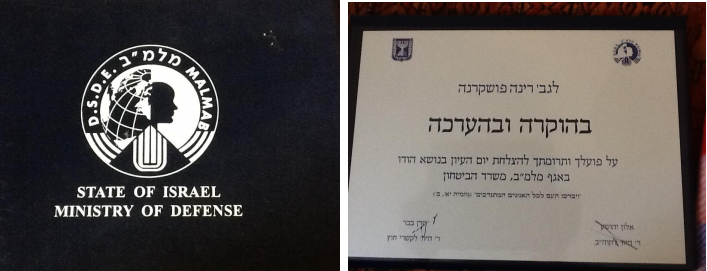 D.S.D.E. מלמ"ב MALMAB
STATE OF ISRAEL
MINISTRY OF DEFENSE
לגב' רינה פושקרנה
בהוקרה ובהערכה
על פועלך ותרומתך להצלחת יום העיון בנושא הודו
באגף מלמ"ב, משרד הביטחון
אלון יהושע